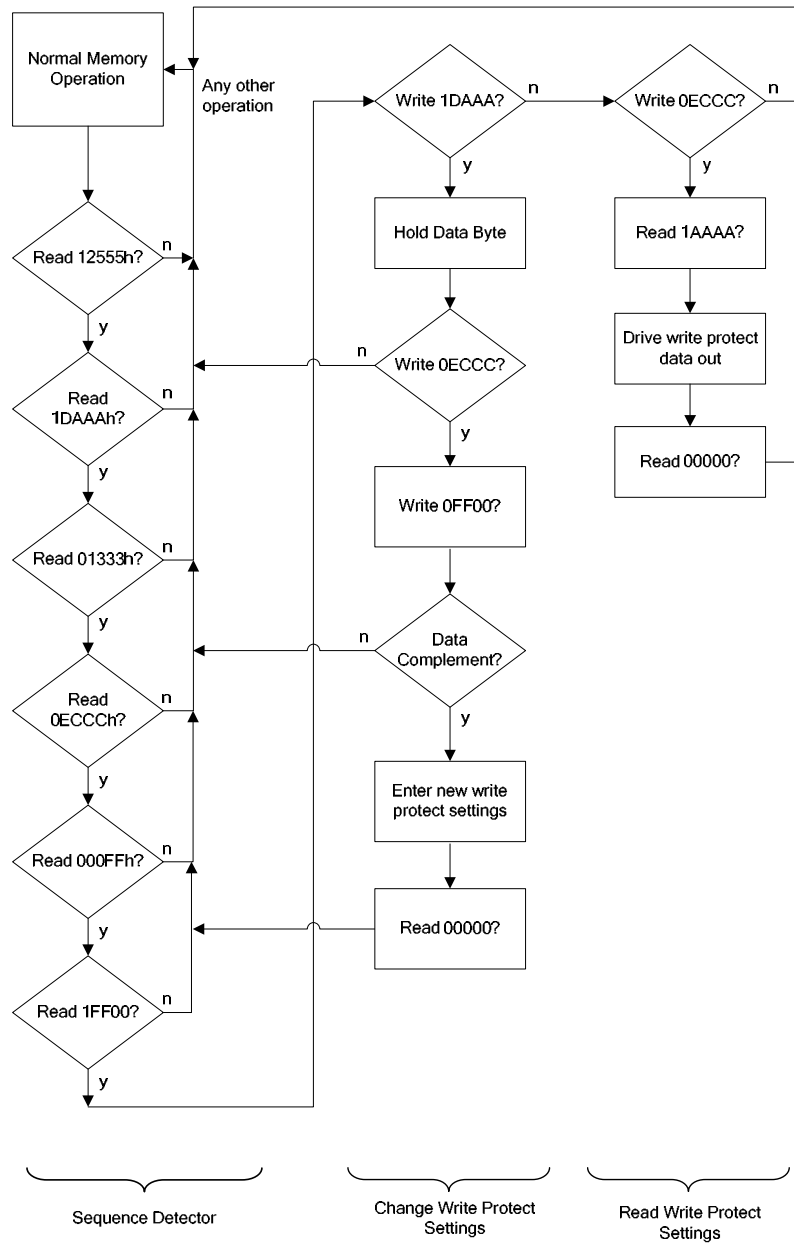 Normal Memory
Operation
Any other
operation
Read 12555h?
n
y
Read
1DAAAh?
n
y
Read 01333h?
n
y
Read
0ECCCh?
n
y
Read 000FFh?
n
y
Read 1FF00?
n
y
Write 1DAAA?
n
y
Hold Data Byte
Write 0ECCC?
n
y
Write 0FF00?
Data
Complement?
n
y
Enter new write
protect settings
Read 00000?
Write 0ECCC?
n
y
Read 1AAAA?
Drive write protect
data out
Read 00000?
Sequence Detector
Change Write Protect
Settings
Read Write Protect
Settings